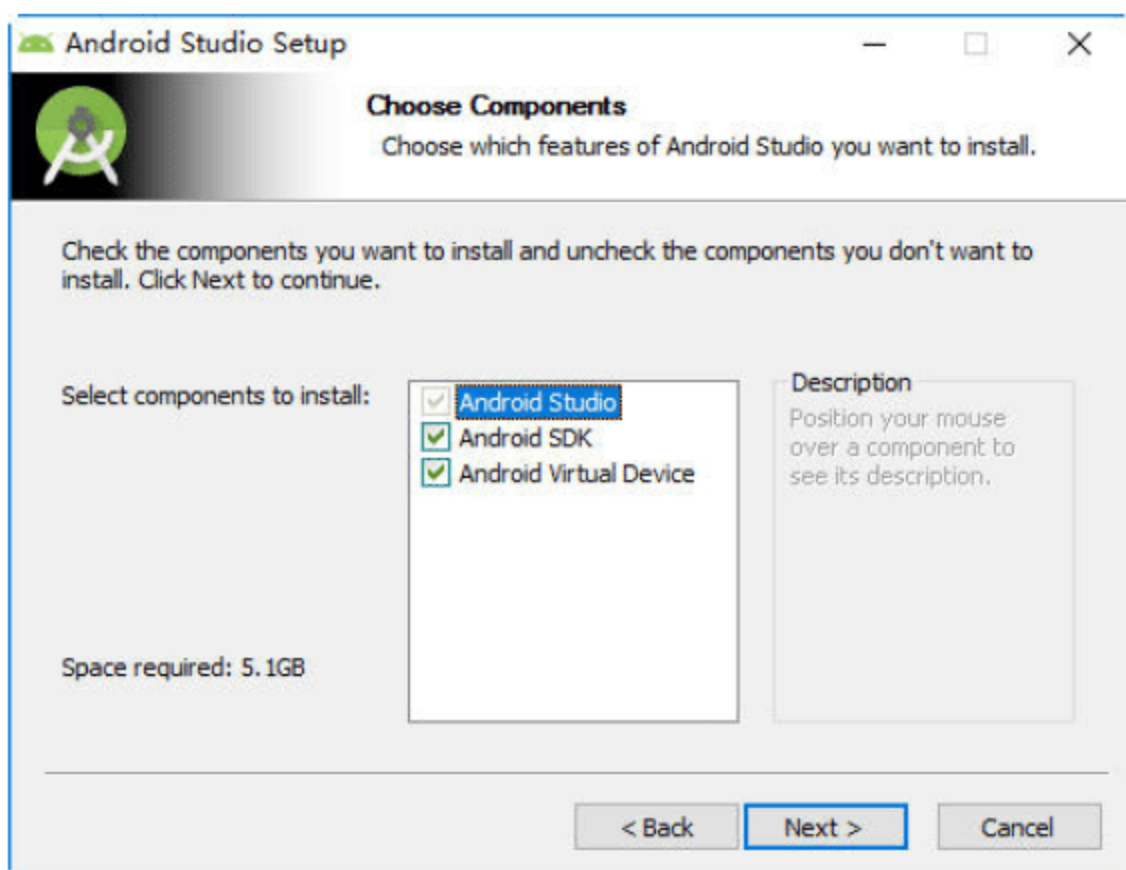 Android Studio Setup
Choose Components
Choose which features of Android Studio you want to install.
Check the components you want to install and uncheck the components you don't want to
install. Click Next to continue.
Select components to install:
Android Studio
Android SDK
Android Virtual Device
Description
Position your mouse
over a component to
see its description.
Space required: 5.1GB
< Back
Next >
Cancel